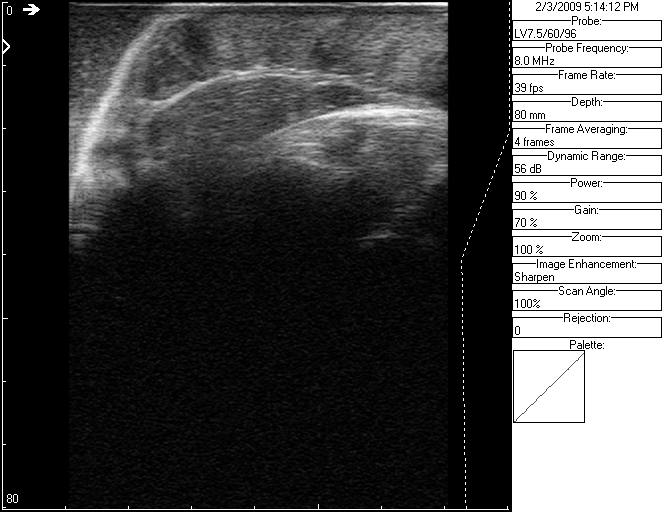 0
80
2/3/2009 5:14:12 PM
Probe:
LV7.5/60/96
Probe Frequency:
8.0 MHz
Frame Rate:
39 fps
Depth:
80 mm
Frame Averaging:
4 frames
Dynamic Range:
56 dB
Power:
90 %
Gain:
70 %
Zoom:
100 %
Image Enhancement:
Sharpen
Scan Angle:
100%
Rejection:
0
Palette: